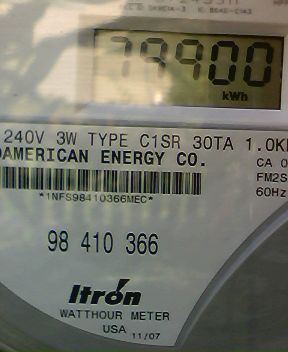 79900
kWh
240V 3W TYPE C1SR 30TA 1.0K
AMERICAN ENERGY CO.
CA 0
FM2S
60Hz
*1NFS98410366MEC*
98 410 366
Itron
WATTHOUR METER
USA 11/07